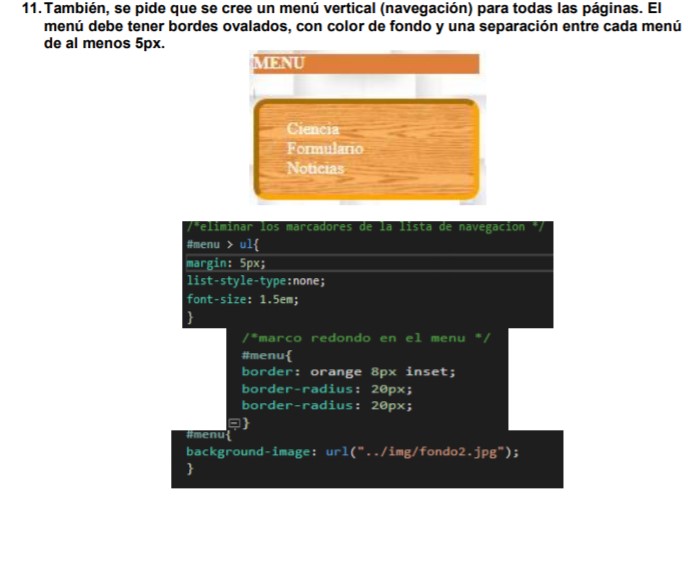 11. También, se pide que se cree un menú vertical (navegación) para todas las páginas. El
menú debe tener bordes ovalados, con color de fondo y una separación entre cada menú
de al menos 5px.
MENU
Ciencia
Formulario
Noticias
/*eliminar los marcadores de la lista de navegacion */
#menu > ul{
margin: 5px;
list-style-type:none;
font-size: 1.5em;
}
/*marco redondo en el menu */
#menu{
border: orange 8px inset;
border-radius: 20px;
border-radius: 20px;
}
#menu{
background-image: url("../img/fondo2.jpg");
}